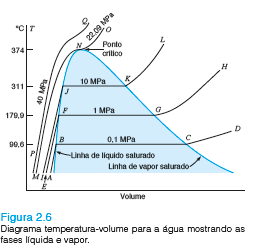 °C T
22,09 MPa
Q
O
L
374
N
Ponto
crítico
H
40 MPa
10 MPa
311
J
K
1 MPa
179,9
F
G
D
0,1 MPa
99,6
B
C
P
Linha de líquido saturado
Linha de vapor saturado
M I A
E
Volume
Figura 2.6
Diagrama temperatura-volume para a água mostrando as
fases líquida e vapor.